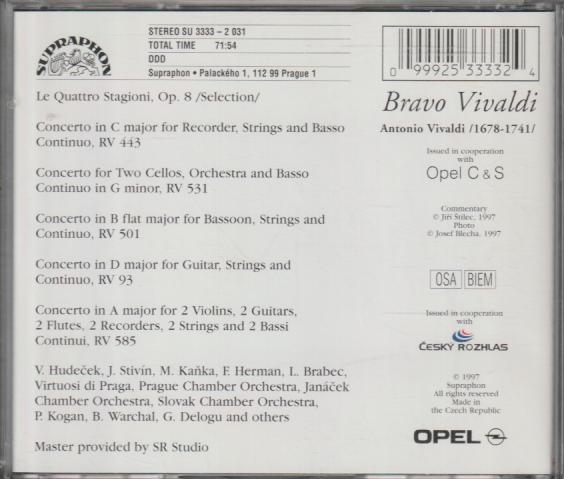 SUPRAPHON
STEREO SU 3333 – 2 031
TOTAL TIME 71:54
DDD
Supraphon • Palackého 1, 112 99 Prague 1
0 99925 33332 4
Le Quattro Stagioni, Op. 8 /Selection/
Concerto in C major for Recorder, Strings and Basso
Continuo, RV 443
Concerto for Two Cellos, Orchestra and Basso
Continuo in G minor, RV 531
Concerto in B flat major for Bassoon, Strings and
Continuo, RV 501
Concerto in D major for Guitar, Strings and
Continuo, RV 93
Concerto in A major for 2 Violins, 2 Guitars,
2 Flutes, 2 Recorders, 2 Strings and 2 Bassi
Continui, RV 585
V. Hudeček, J. Stivín, M. Kaňka, F. Herman, L. Brabec,
Virtuosi di Praga, Prague Chamber Orchestra, Janáček
Chamber Orchestra, Slovak Chamber Orchestra,
P. Kogan, B. Warchal, G. Delogu and others
Master provided by SR Studio
Bravo Vivaldi
Antonio Vivaldi /1678-1741/
Issued in cooperation
with
Opel C & S
Commentary
© Jiří Štilec, 1997
Photo
© Josef Blecha, 1997
OSA BIEM
Issued in cooperation
with
ČESKÝ ROZHLAS
© 1997
Supraphon
All rights reserved
Made in
the Czech Republic
OPEL